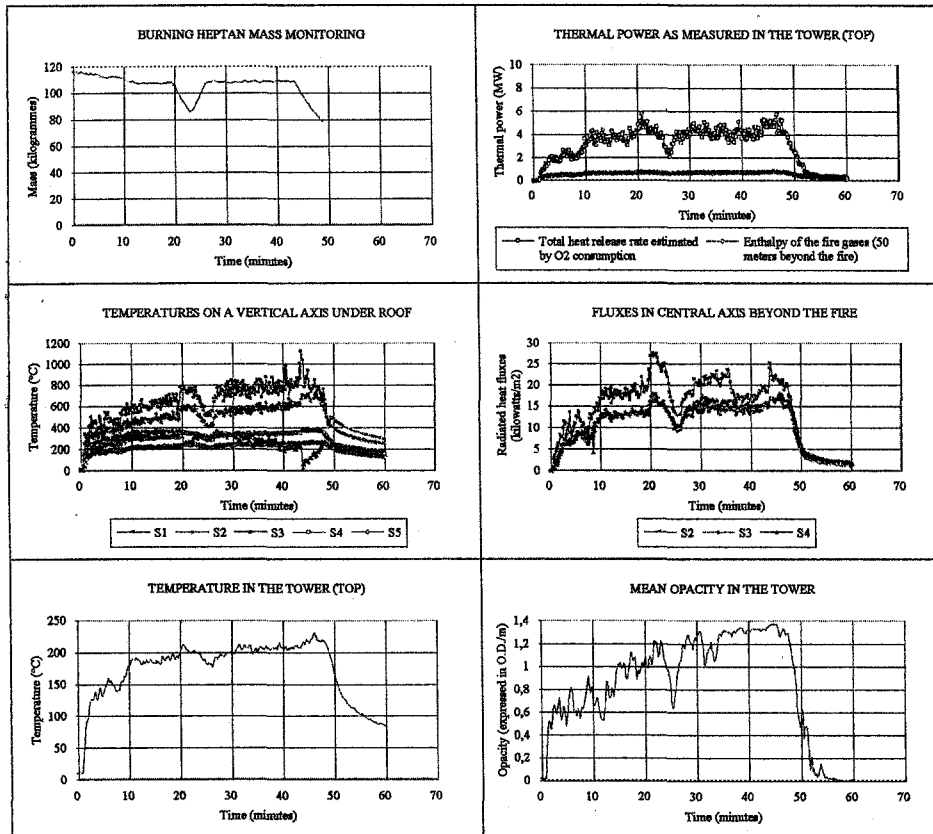 BURNING HEPTAN MASS MONITORING
120
100
80
60
40
20
0
Mass (kilogrammes)
0 10 20 30 40 50 60 70
Time (minutes)
THERMAL POWER AS MEASURED IN THE TOWER (TOP)
10
8
6
4
2
0
Thermal power (MW)
0 10 20 30 40 50 60 70
Time (minutes)
Total heat release rate estimated
by O2 consumption
Enthalpy of the fire gases (50
meters beyond the fire)
TEMPERATURES ON A VERTICAL AXIS UNDER ROOF
1200
1000
800
600
400
200
0
Temperature (°C)
0 10 20 30 40 50 60 70
Time (minutes)
S1 S2 S3 S4 S5
FLUXES IN CENTRAL AXIS BEYOND THE FIRE
30
25
20
15
10
5
0
Radiated heat fluxes
(kilowatts/m2)
0 10 20 30 40 50 60 70
Time (minutes)
S2 S3 S4
TEMPERATURE IN THE TOWER (TOP)
250
200
150
100
50
0
Temperature (°C)
0 10 20 30 40 50 60 70
Time (minutes)
MEAN OPACITY IN THE TOWER
1,4
1,2
1
0,8
0,6
0,4
0,2
0
Opacity (expressed in O.D./m)
0 10 20 30 40 50 60 70
Time (minutes)